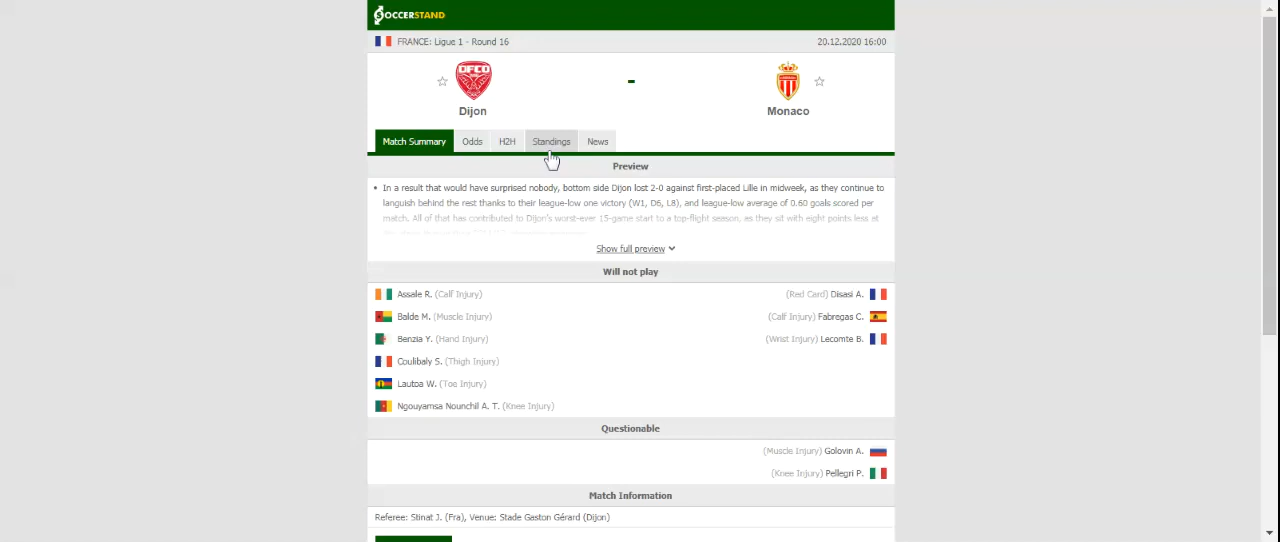 SOCCERSTAND
FRANCE: Ligue 1 - Round 16 20.12.2020 16:00
DFCO
-
Dijon Monaco
Match Summary Odds H2H Standings News
Preview
• In a result that would have surprised nobody, bottom side Dijon lost 2-0 against first-placed Lille in midweek, as they continue to
languish behind the rest thanks to their league-low one victory (W1, D6, L8), and league-low average of 0.60 goals scored per
match. All of that has contributed to Dijon's worst-ever 15-game start to a top-flight season, as they sit with eight points less at
Show full preview
Will not play
Assale R. (Calf Injury) (Red Card) Disasi A.
Balde M. (Muscle Injury) (Calf Injury) Fabregas C.
Benzia Y. (Hand Injury) (Wrist Injury) Lecomte B.
Coulibaly S. (Thigh Injury)
Lautoa W. (Toe Injury)
Ngouyamsa Nounchil A. T. (Knee Injury)
Questionable
(Muscle Injury) Golovin A.
(Knee Injury) Pellegri P.
Match Information
Referee: Stinat J. (Fra), Venue: Stade Gaston Gérard (Dijon)